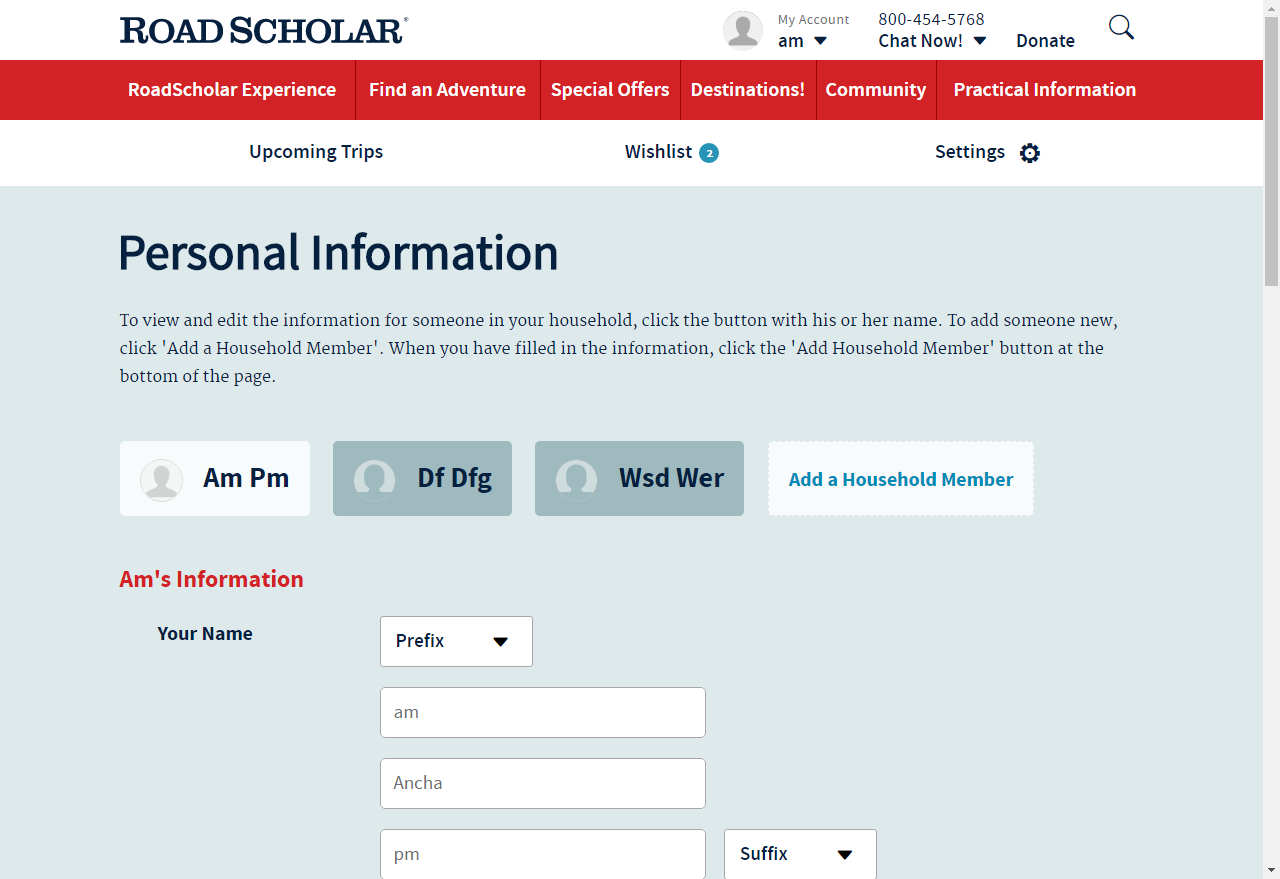 ROAD SCHOLAR®
My Account
am
800-454-5768
Chat Now!
Donate
RoadScholar Experience
Find an Adventure
Special Offers
Destinations!
Community
Practical Information
Upcoming Trips
Wishlist 2
Settings
Personal Information
To view and edit the information for someone in your household, click the button with his or her name. To add someone new,
click 'Add a Household Member'. When you have filled in the information, click the 'Add Household Member' button at the
bottom of the page.
Am Pm
Df Dfg
Wsd Wer
Add a Household Member
Am's Information
Your Name
Prefix
am
Ancha
pm
Suffix